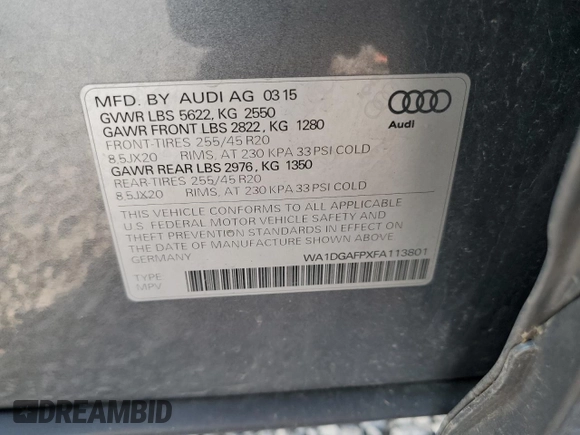 MFD. BY AUDI AG 03 15
GVWR LBS 5622, KG 2550
GAWR FRONT LBS 2822, KG 1280
FRONT-TIRES 255/45 R20
8.5JX20 RIMS, AT 230 KPA 33 PSI COLD
GAWR REAR LBS 2976, KG 1350
REAR-TIRES 255/45 R20
8.5JX20 RIMS, AT 230 KPA 33 PSI COLD
THIS VEHICLE CONFORMS TO ALL APPLICABLE
U.S. FEDERAL MOTOR VEHICLE SAFETY AND
THEFT PREVENTION STANDARDS IN EFFECT ON
THE DATE OF MANUFACTURE SHOWN ABOVE.
GERMANY WA1DGAFPXFA113801
TYPE:
MPV
Audi
DREAMBID